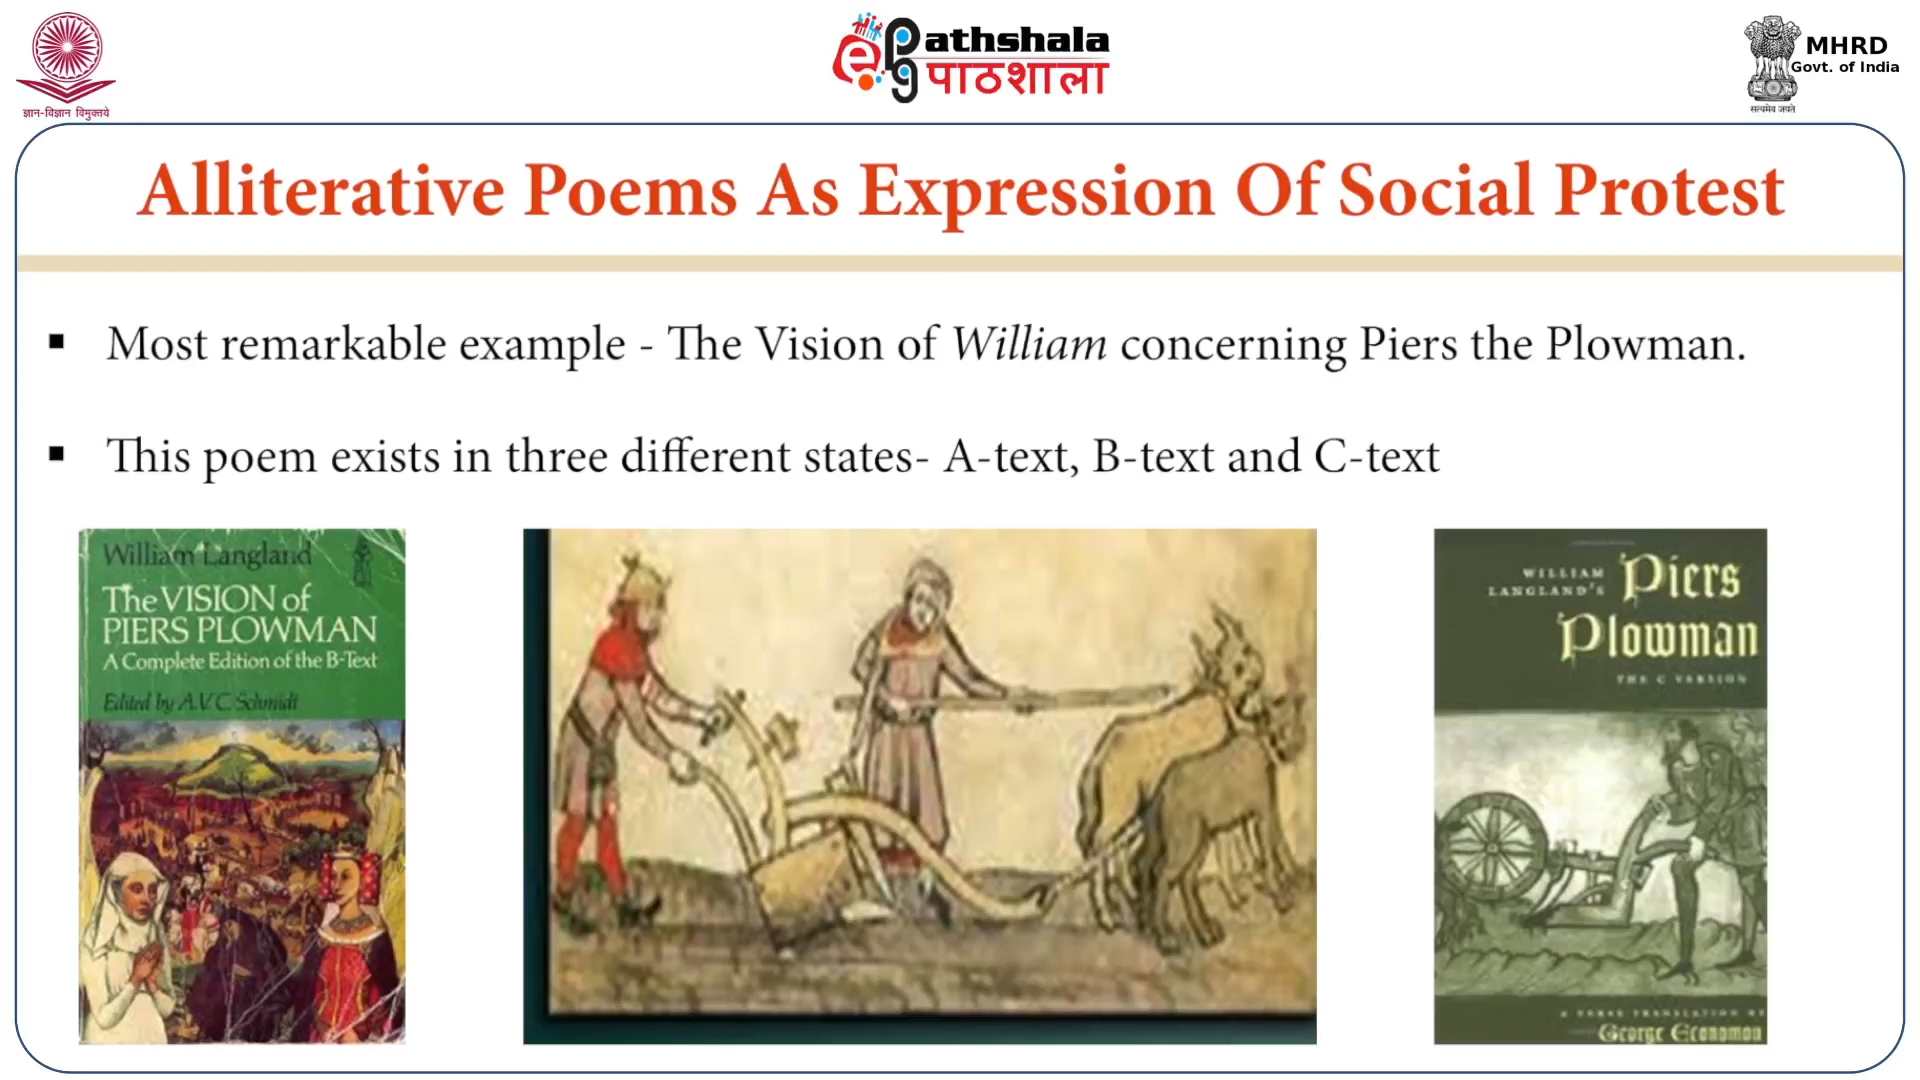 ज्ञान-विज्ञान विमुक्तये
ePathshala
पाठशाला
MHRD
Govt. of India
सत्यमेव जयते
Alliterative Poems As Expression Of Social Protest
▪ Most remarkable example - The Vision of William concerning Piers the Plowman.
▪ This poem exists in three different states- A-text, B-text and C-text
William Langland
The VISION of
PIERS PLOWMAN
A Complete Edition of the B-Text
Edited by A.V.C. Schmidt
WILLIAM
LANGLAND'S
Piers
Plowman
THE C VERSION
A VERSE TRANSLATION BY
George Economou